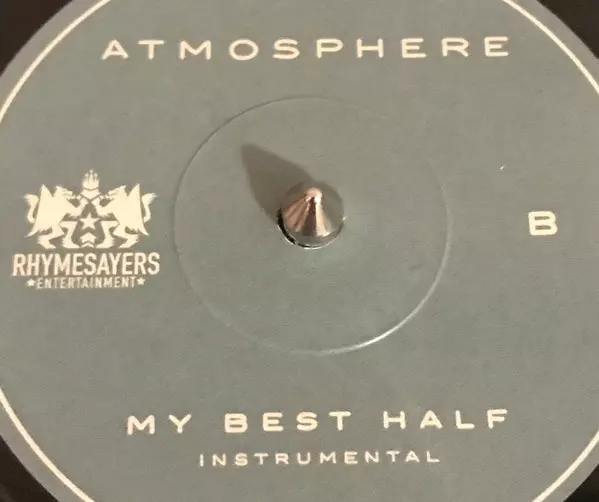 ATMOSPHERE
B
RHYMESAYERS
★ENTERTAINMENT★
MY BEST HALF
INSTRUMENTAL